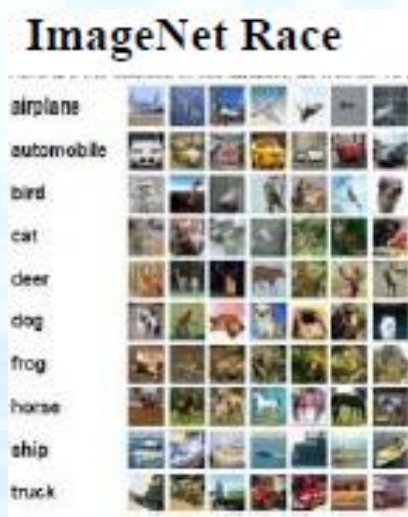 ImageNet Race
airplane
automobile
bird
cat
deer
dog
frog
horse
ship
truck